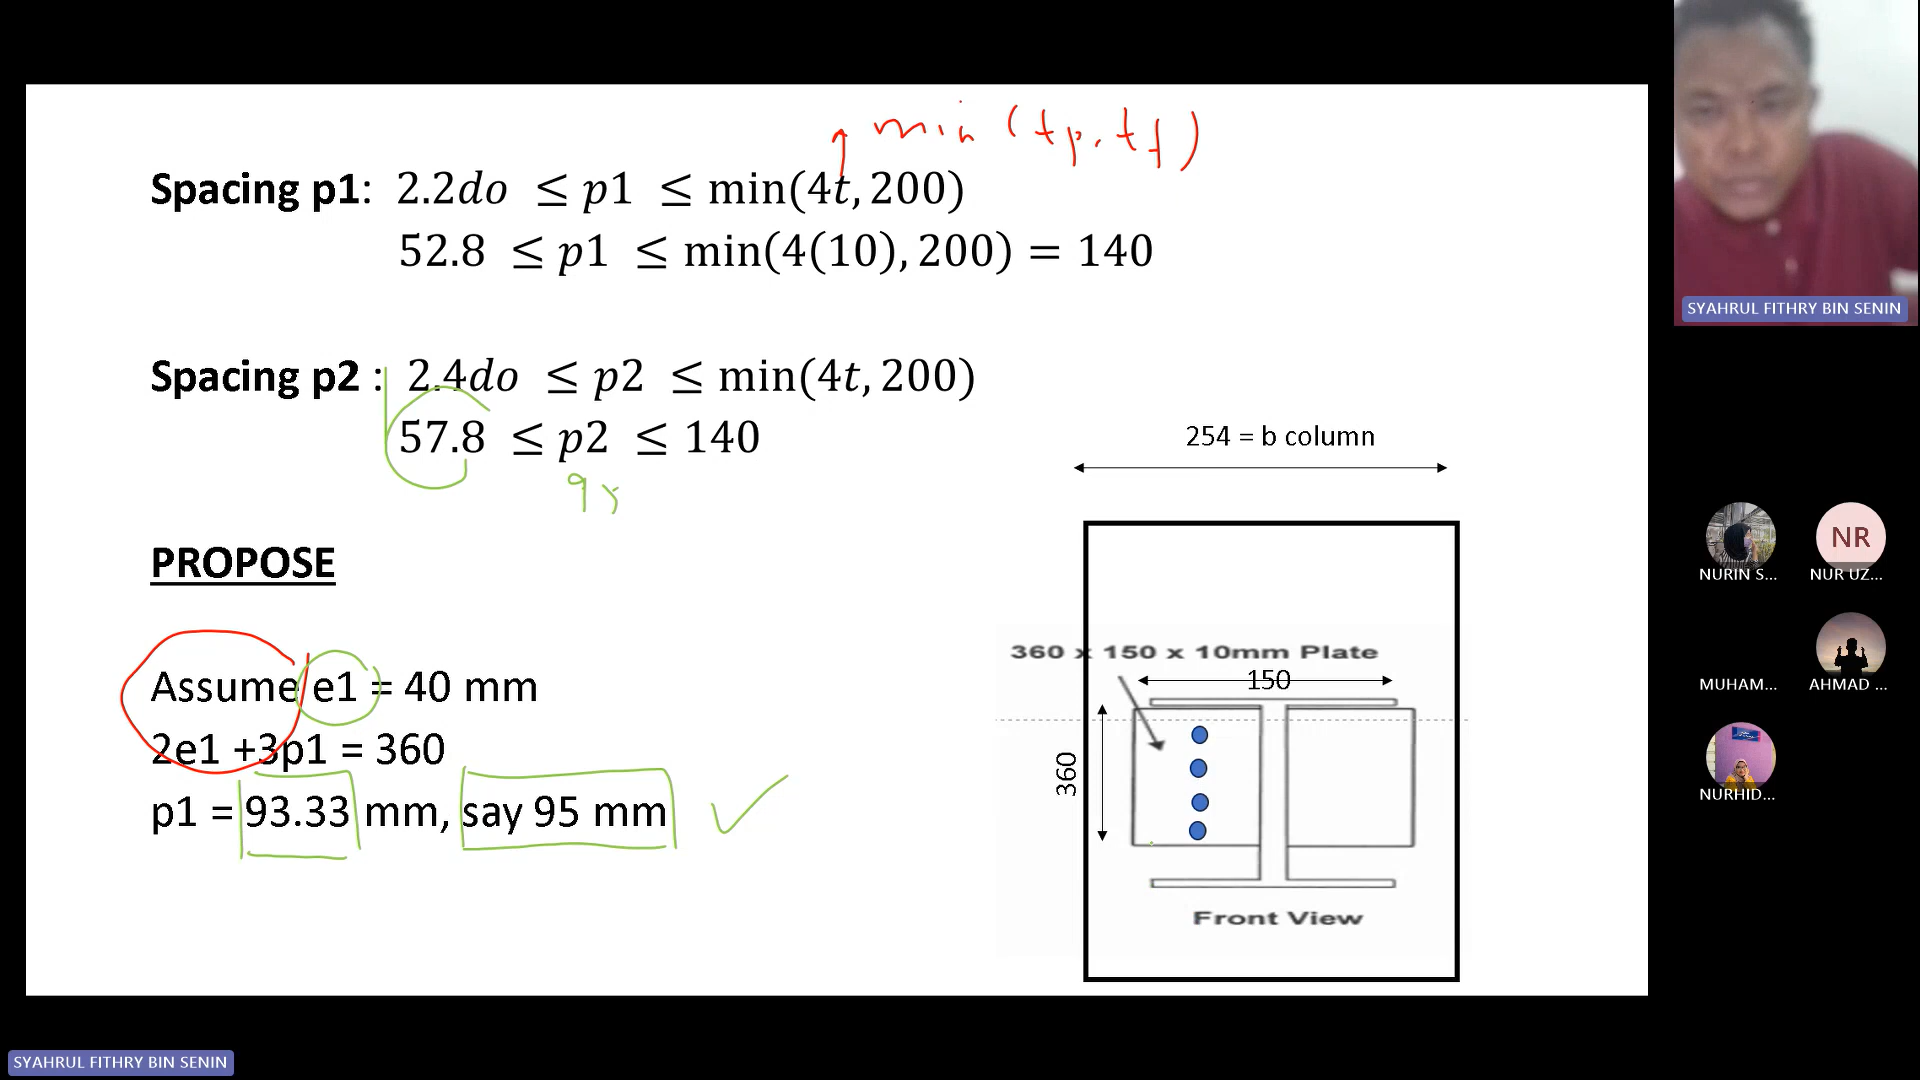 min (tp, tf)
Spacing p1: 2.2do ≤ p1 ≤ min(4t, 200)
52.8 ≤ p1 ≤ min(4(10), 200) = 140
Spacing p2 : 2.4do ≤ p2 ≤ min(4t, 200)
57.8 ≤ p2 ≤ 140
PROPOSE
Assume e1 = 40 mm
2e1 +3p1 = 360
p1 = 93.33 mm, say 95 mm
254 = b column
360 x 150 x 10mm Plate
150
360
Front View
SYAHRUL FITHRY BIN SENIN
NURIN S...
NR
NUR UZ...
MUHAM...
AHMAD ...
NURHID...
SYAHRUL FITHRY BIN SENIN